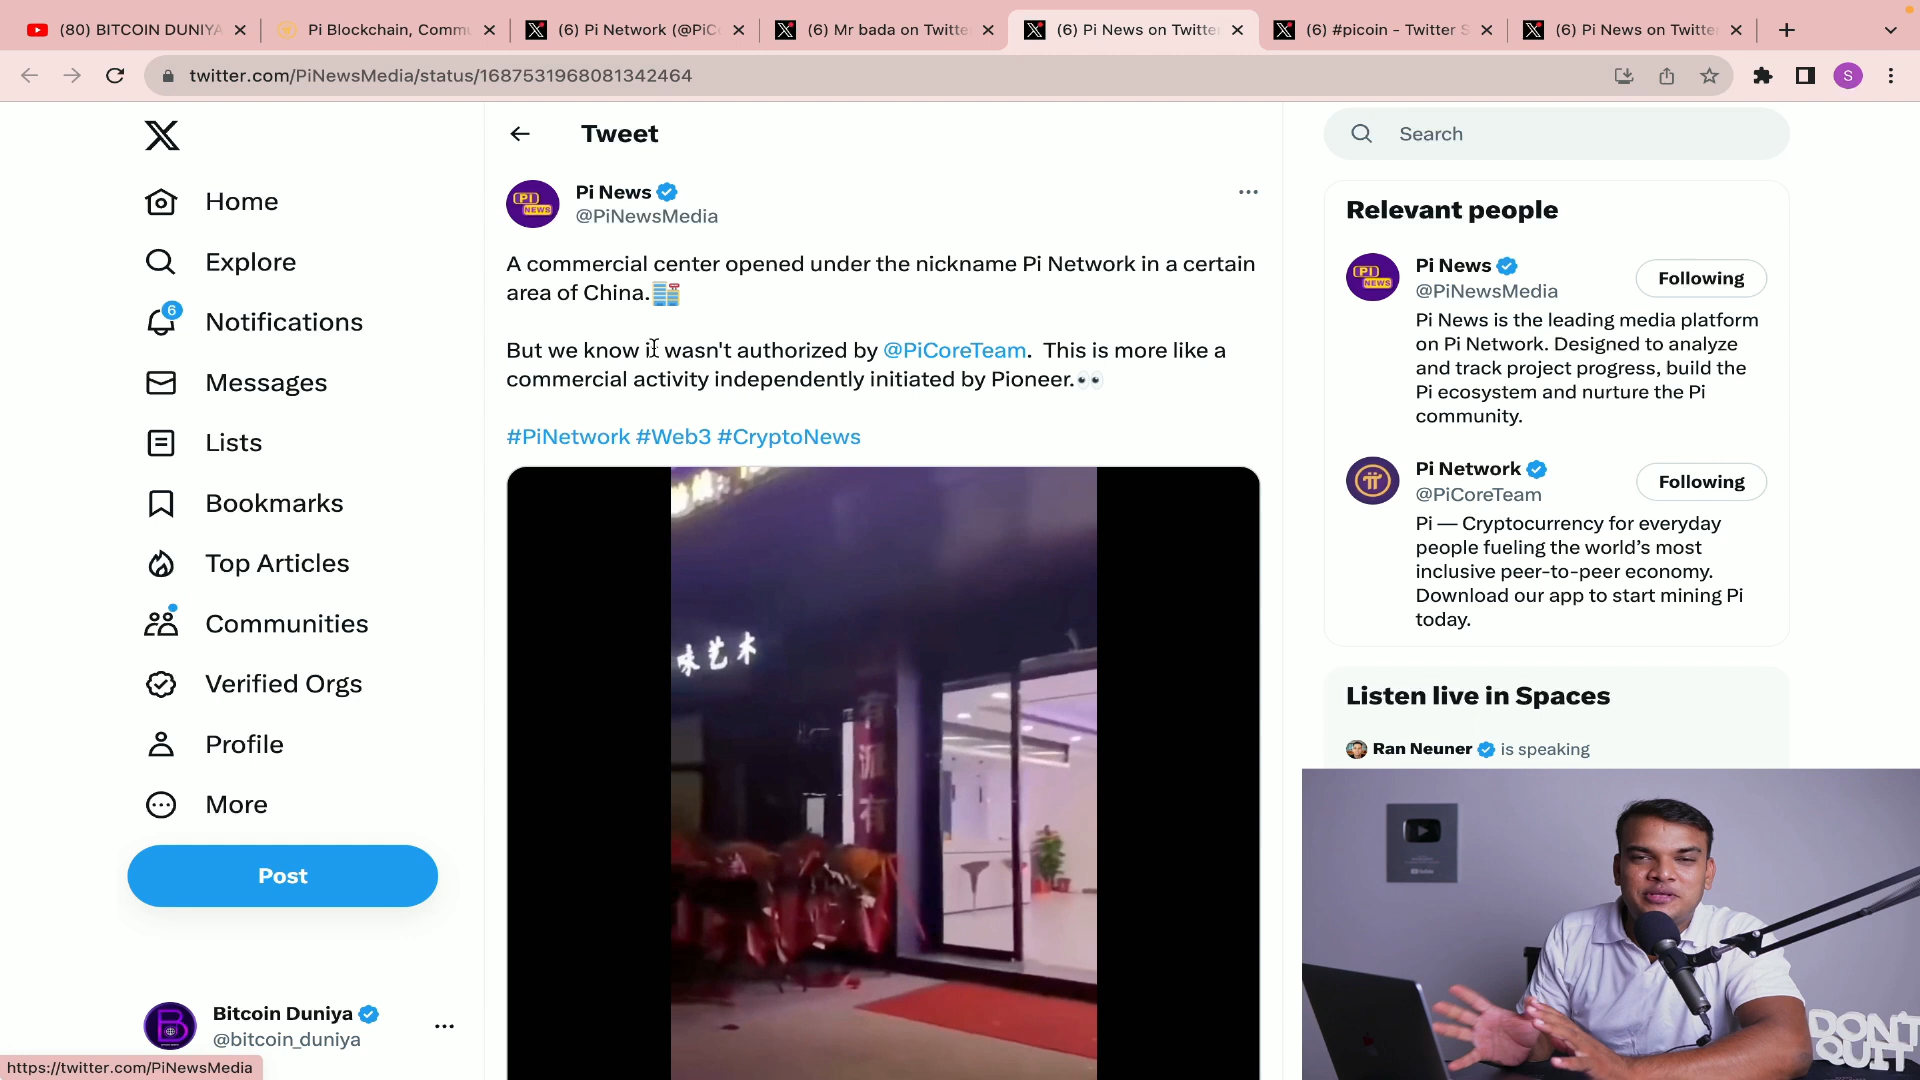 (80) BITCOIN DUNIYA
Pi Blockchain, Commu
(6) Pi Network (@PiC
(6) Mr bada on Twitte
(6) Pi News on Twitter
(6) #picoin - Twitter S
(6) Pi News on Twitte
twitter.com/PiNewsMedia/status/1687531968081342464
S
Home
Explore
6
Notifications
Messages
Lists
Bookmarks
Top Articles
Communities
Verified Orgs
Profile
More
Post
Bitcoin Duniya
@bitcoin_duniya
https://twitter.com/PiNewsMedia
Tweet
PI NEWS
Pi News
@PiNewsMedia
A commercial center opened under the nickname Pi Network in a certain
area of China.
But we know it wasn't authorized by @PiCoreTeam. This is more like a
commercial activity independently initiated by Pioneer.
#PiNetwork #Web3 #CryptoNews
味艺术
Search
Relevant people
PI NEWS
Pi News
Following
@PiNewsMedia
Pi News is the leading media platform
on Pi Network. Designed to analyze
and track project progress, build the
Pi ecosystem and nurture the Pi
community.
Pi Network
Following
@PiCoreTeam
Pi — Cryptocurrency for everyday
people fueling the world's most
inclusive peer-to-peer economy.
Download our app to start mining Pi
today.
Listen live in Spaces
Ran Neuner is speaking
DON'T
QUIT